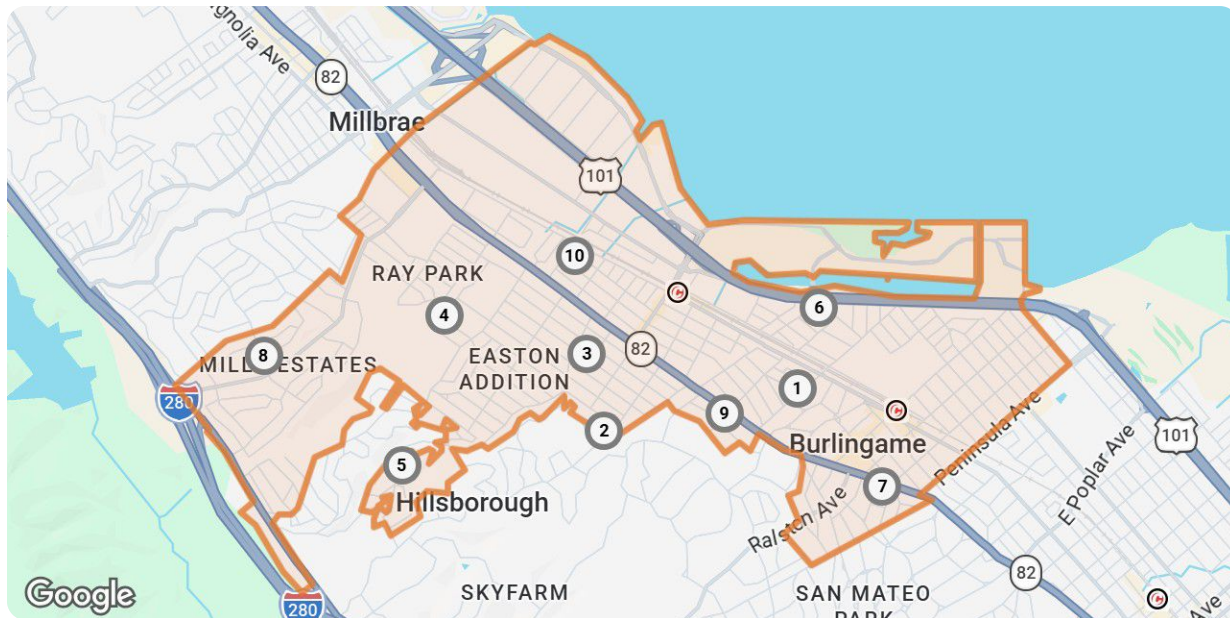 Magnolia Ave
82
Millbrae
101
10
RAY PARK
4
6
8
MILLS ESTATES
EASTON
ADDITION
3
82
1
280
2
9
Burlingame
Peninsula Ave
E Poplar Ave
101
5
Hillsborough
7
Ralston Ave
SKYFARM
82
SAN MATEO
PARK
Google
280
Ave